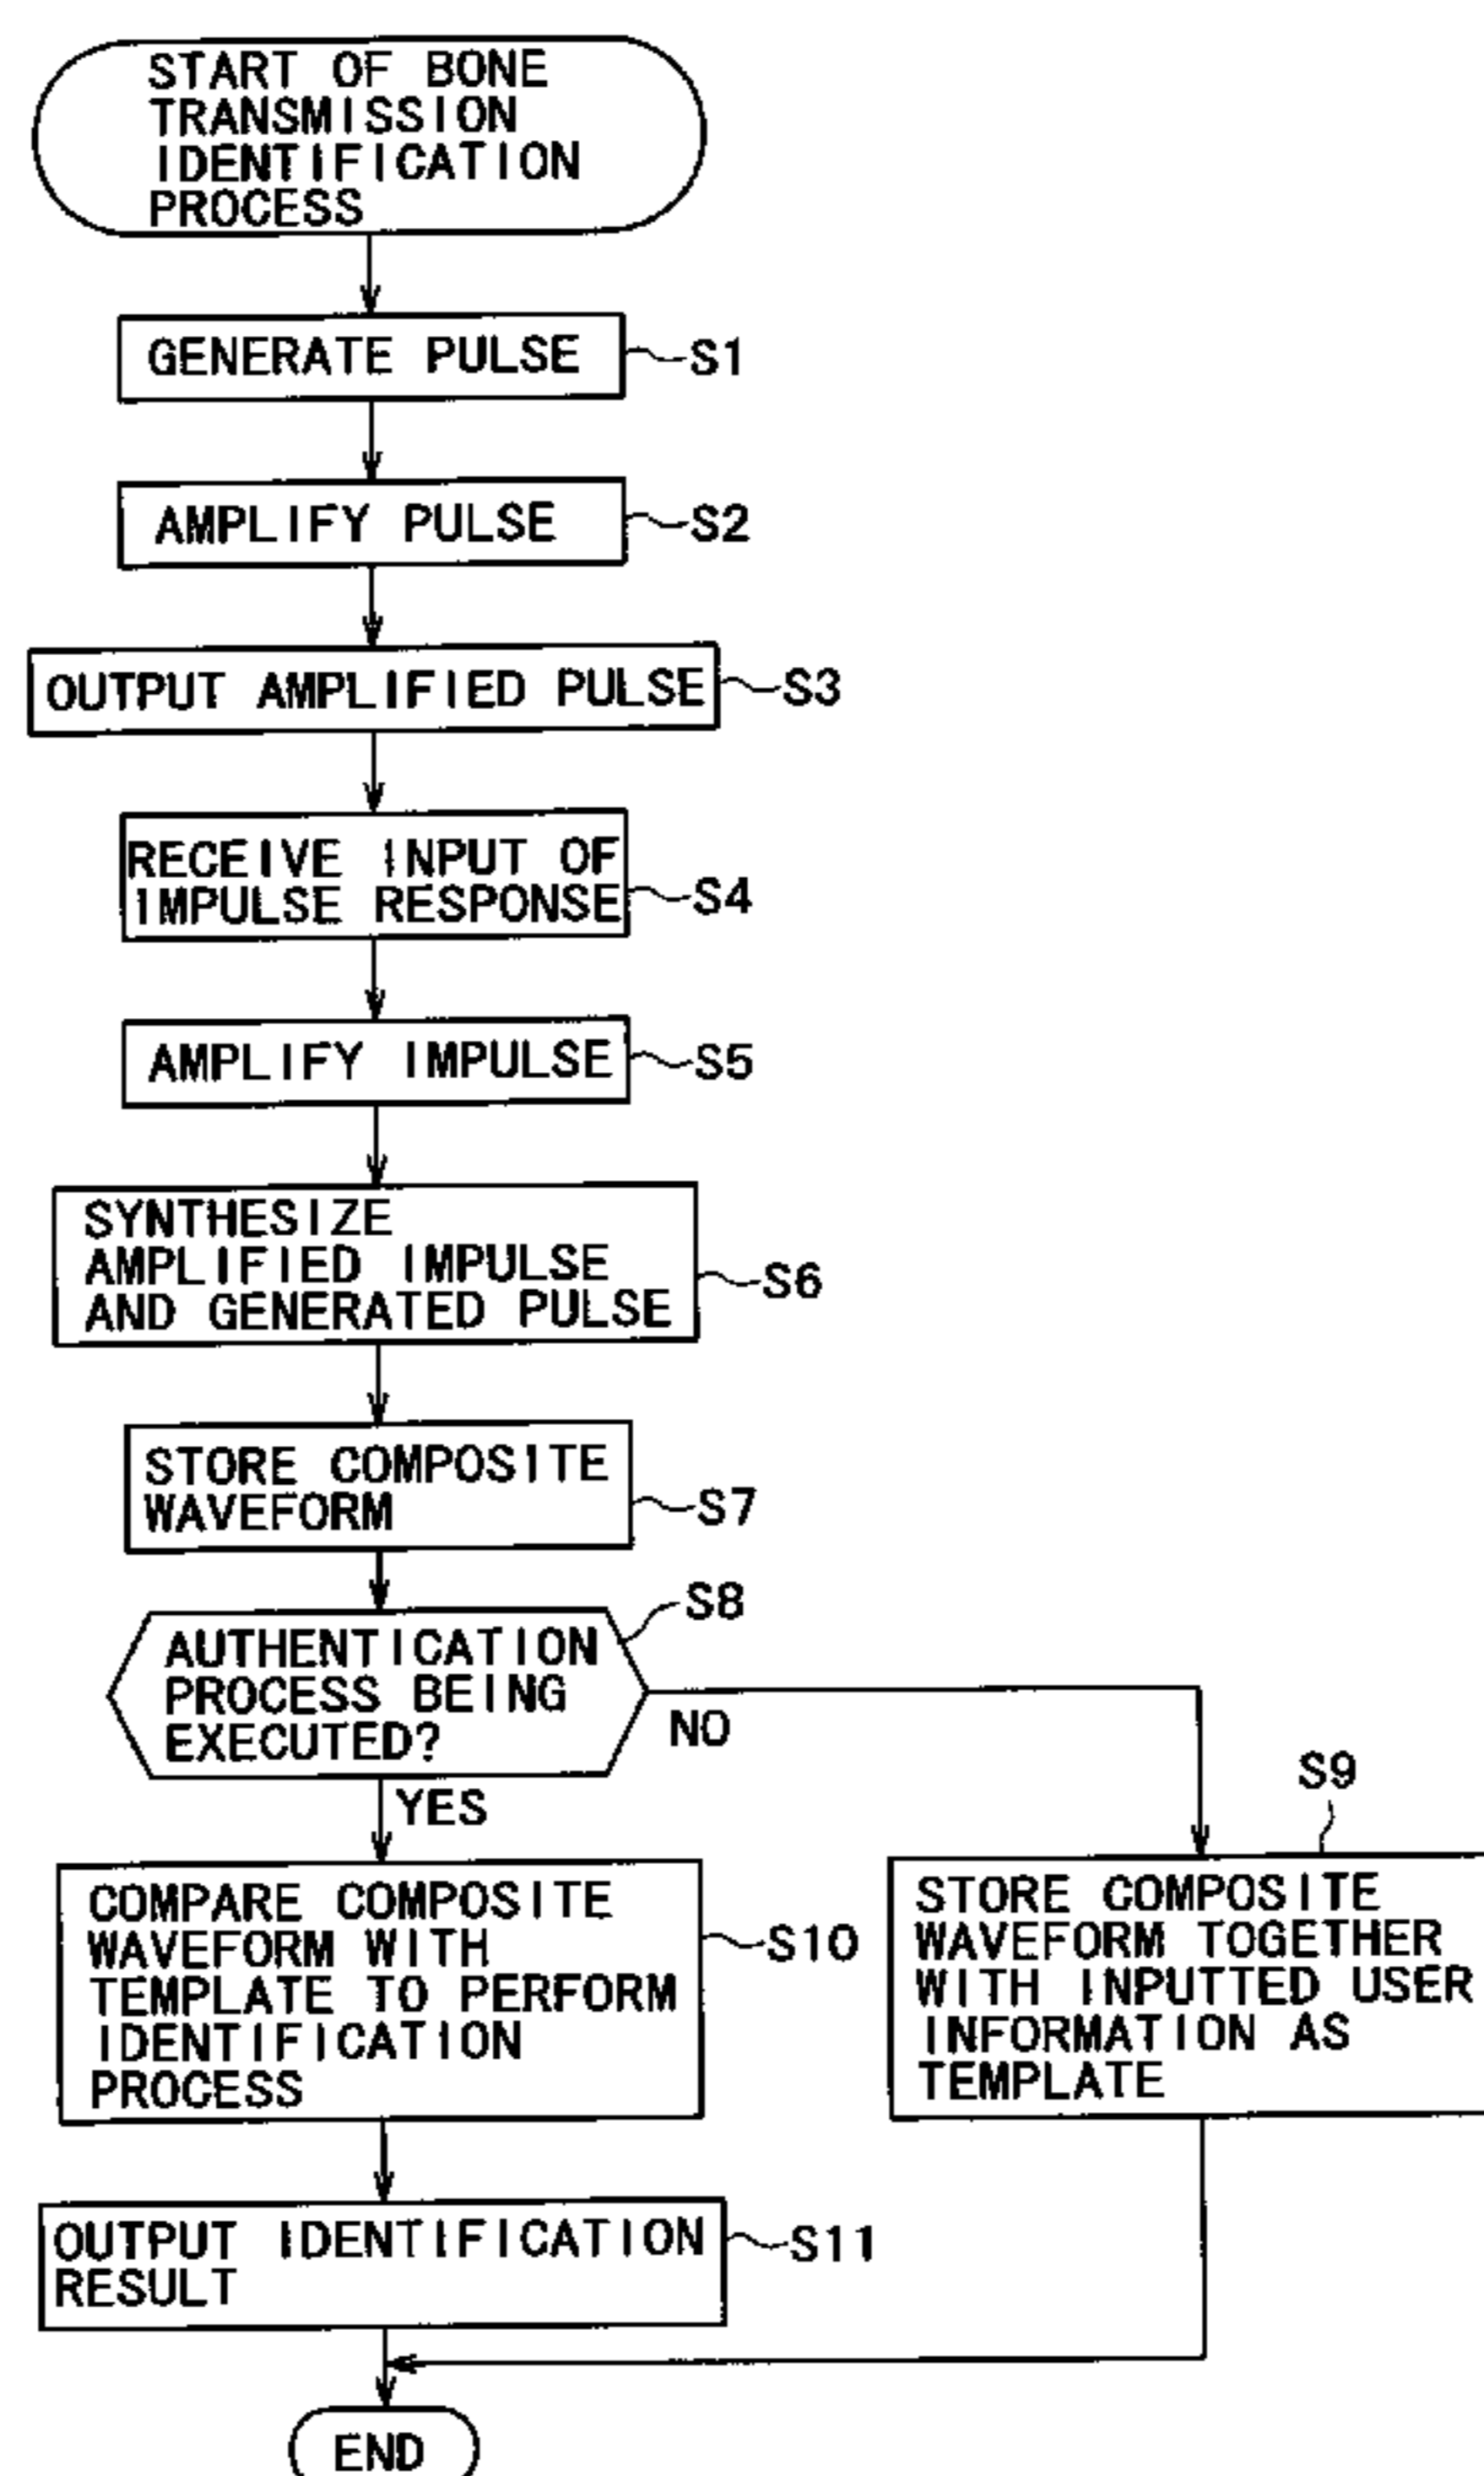 START OF BONE
TRANSMISSION
IDENTIFICATION
PROCESS
GENERATE PULSE
S1
AMPLIFY PULSE
S2
OUTPUT AMPLIFIED PULSE
S3
RECEIVE INPUT OF
IMPULSE RESPONSE
S4
AMPLIFY IMPULSE
S5
SYNTHESIZE
AMPLIFIED IMPULSE
AND GENERATED PULSE
S6
STORE COMPOSITE
WAVEFORM
S7
S8
AUTHENTICATION
PROCESS BEING
EXECUTED?
NO
YES
S9
STORE COMPOSITE
WAVEFORM TOGETHER
WITH INPUTTED USER
INFORMATION AS
TEMPLATE
COMPARE COMPOSITE
WAVEFORM WITH
TEMPLATE TO PERFORM
IDENTIFICATION
PROCESS
S10
OUTPUT IDENTIFICATION
RESULT
S11
END